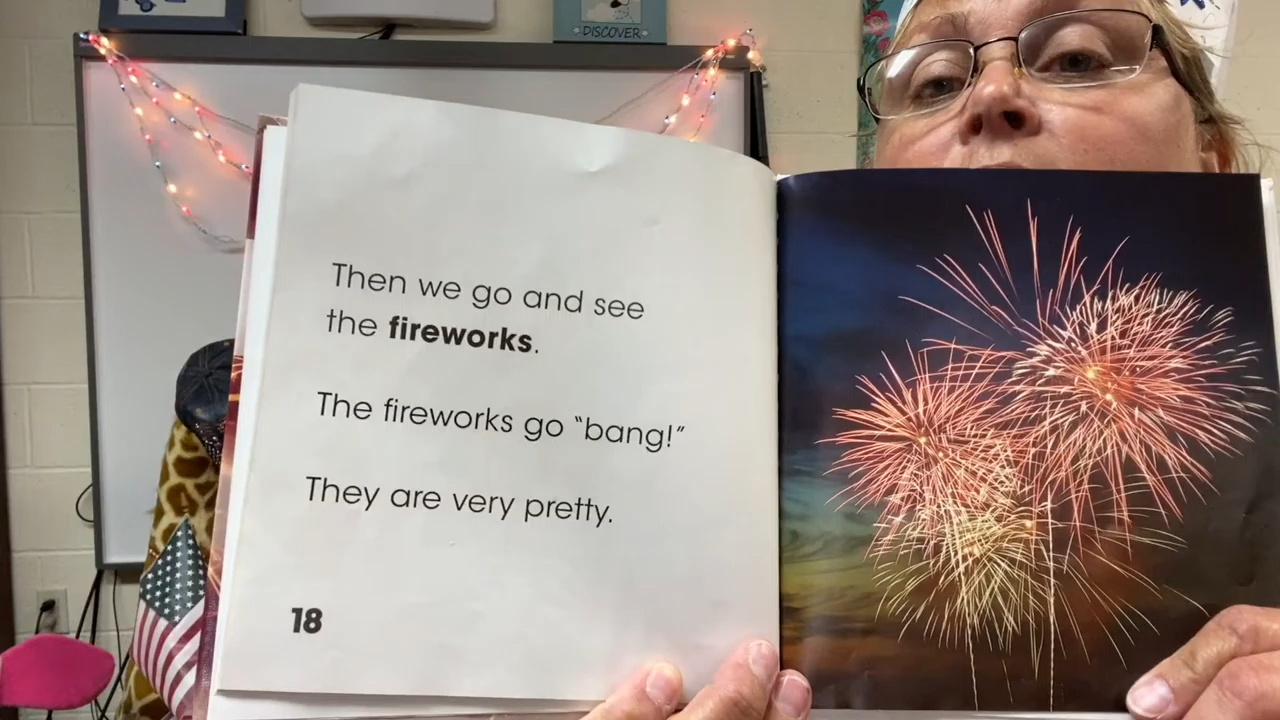 DISCOVER
Then we go and see
the fireworks.
The fireworks go “bang!”
They are very pretty.
18